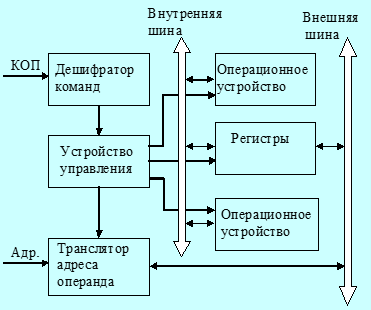 Внутренняя
шина
Внешняя
шина
КОП
Дешифратор
команд
Операционное
устройство
Устройство
управления
Регистры
Операционное
устройство
Адр.
Транслятор
адреса
операнда